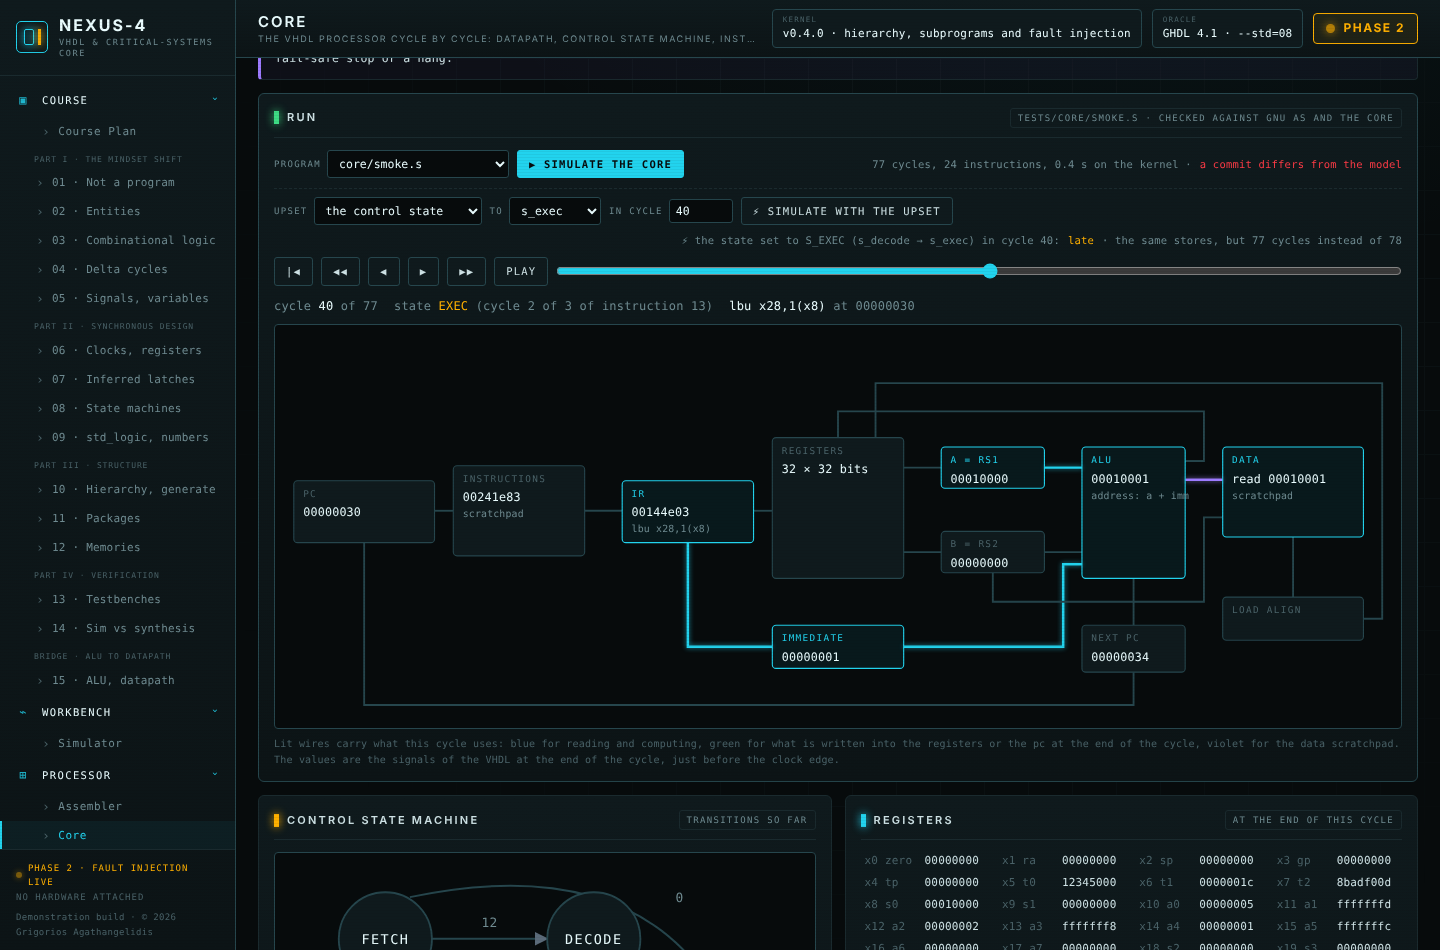 NEXUS-4
VHDL & CRITICAL-SYSTEMS
CORE
COURSE
Course Plan
PART I · THE MINDSET SHIFT
01 · Not a program
02 · Entities
03 · Combinational logic
04 · Delta cycles
05 · Signals, variables
PART II · SYNCHRONOUS DESIGN
06 · Clocks, registers
07 · Inferred latches
08 · State machines
09 · std_logic, numbers
PART III · STRUCTURE
10 · Hierarchy, generate
11 · Packages
12 · Memories
PART IV · VERIFICATION
13 · Testbenches
14 · Sim vs synthesis
BRIDGE · ALU TO DATAPATH
15 · ALU, datapath
WORKBENCH
Simulator
PROCESSOR
Assembler
Core
PHASE 2 · FAULT INJECTION
LIVE
NO HARDWARE ATTACHED
Demonstration build · © 2026
Grigorios Agathangelidis
CORE
THE VHDL PROCESSOR CYCLE BY CYCLE: DATAPATH, CONTROL STATE MACHINE, INST…
KERNEL
v0.4.0 · hierarchy, subprograms and fault injection
ORACLE
GHDL 4.1 · --std=08
PHASE 2
fail-safe stop or a hang.
RUN
TESTS/CORE/SMOKE.S · CHECKED AGAINST GNU AS AND THE CORE
PROGRAM core/smoke.s ▶ SIMULATE THE CORE
77 cycles, 24 instructions, 0.4 s on the kernel · a commit differs from the model
UPSET the control state TO s_exec IN CYCLE 40 ⚡ SIMULATE WITH THE UPSET
⚡ the state set to S_EXEC (s_decode → s_exec) in cycle 40: late · the same stores, but 77 cycles instead of 78
|◀ ◀◀ ◀ ▶ ▶▶ PLAY
cycle 40 of 77 state EXEC (cycle 2 of 3 of instruction 13) lbu x28,1(x8) at 00000030
PC
00000030
INSTRUCTIONS
00241e83
scratchpad
IR
00144e03
lbu x28,1(x8)
REGISTERS
32 × 32 bits
A = RS1
00010000
B = RS2
00000000
IMMEDIATE
00000001
ALU
00010001
address: a + imm
NEXT PC
00000034
DATA
read 00010001
scratchpad
LOAD ALIGN
Lit wires carry what this cycle uses: blue for reading and computing, green for what is written into the registers or the pc at the end of the cycle, violet for the data scratchpad.
The values are the signals of the VHDL at the end of the cycle, just before the clock edge.
CONTROL STATE MACHINE
TRANSITIONS SO FAR
FETCH
12
DECODE
0
REGISTERS
AT THE END OF THIS CYCLE
x0 zero 00000000 x1 ra 00000000 x2 sp 00000000 x3 gp 00000000
x4 tp 00000000 x5 t0 12345000 x6 t1 0000001c x7 t2 8badf00d
x8 s0 00010000 x9 s1 00000000 x10 a0 00000005 x11 a1 fffffffd
x12 a2 00000002 x13 a3 fffffff8 x14 a4 00000001 x15 a5 fffffffc
x16 a6 00000000 x17 a7 00000000 x18 s2 00000000 x19 s3 00000000